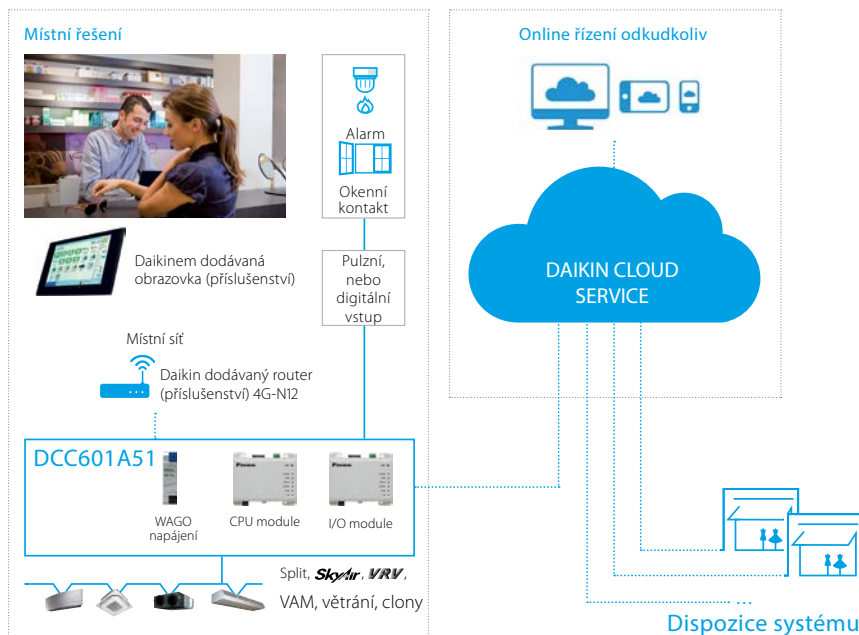 Místní řešení
Alarm
Okenní
kontakt
Daikinem dodávaná
obrazovka (příslušenství)
Pulzní,
nebo
digitální
vstup
Místní síť
Daikin dodávaný router
(příslušenství) 4G-N12
DCC601A51
WAGO
napájení
CPU module
I/O module
Split, SkyAir, VRV,
VAM, větrání, clony
Online řízení odkudkoliv
DAIKIN CLOUD
SERVICE
...
Dispozice systému